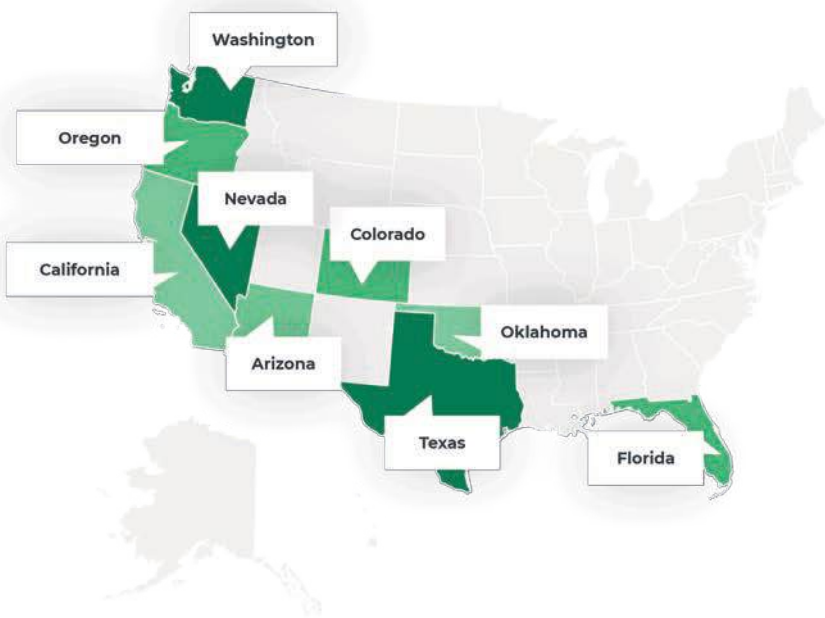 Washington
Oregon
Nevada
Colorado
California
Oklahoma
Arizona
Texas
Florida